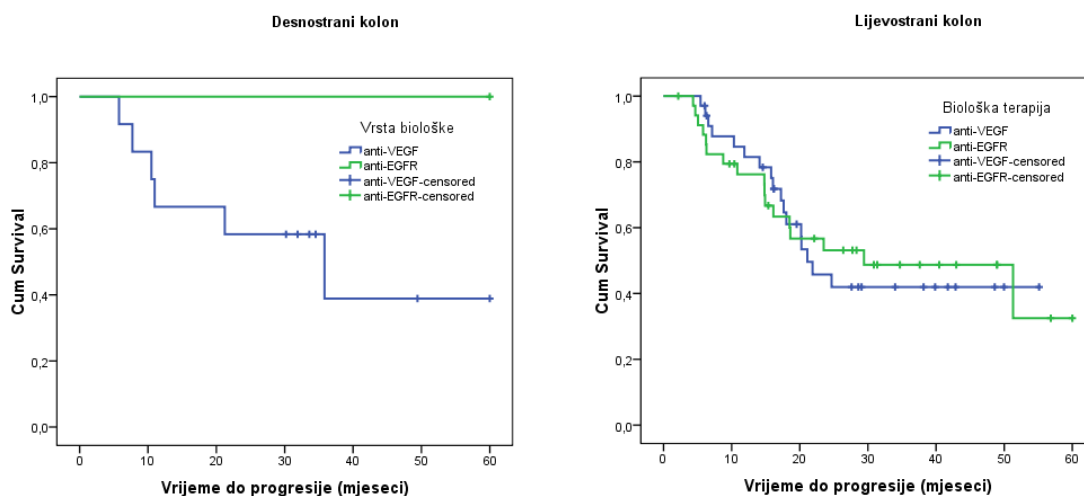 Desnostrani kolon
Cum Survival
1,0
0,8
0,6
0,4
0,2
0,0
Vrsta biološke
anti-VEGF
anti-EGFR
anti-VEGF-censored
anti-EGFR-censored
0 10 20 30 40 50 60
Vrijeme do progresije (mjeseci)
Lijevostrani kolon
Cum Survival
1,0
0,8
0,6
0,4
0,2
0,0
Biološka terapija
anti-VEGF
anti-EGFR
anti-VEGF-censored
anti-EGFR-censored
0 10 20 30 40 50 60
Vrijeme do progresije (mjeseci)